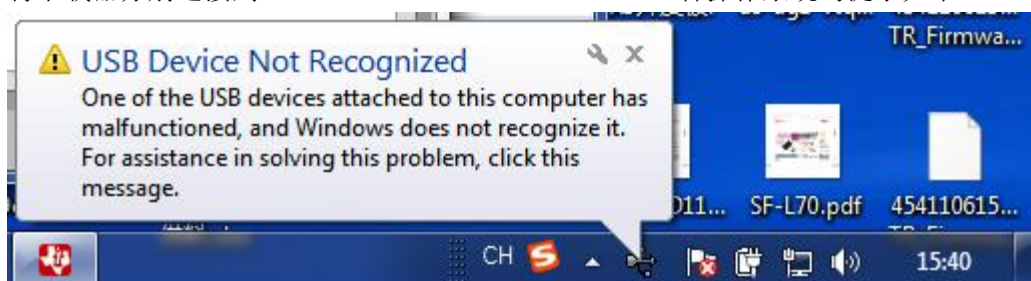 TR_Firmwa...
USB Device Not Recognized
One of the USB devices attached to this computer has
malfunctioned, and Windows does not recognize it.
For assistance in solving this problem, click this
message.
011...
SF-L70.pdf
454110615...
CH
15:40